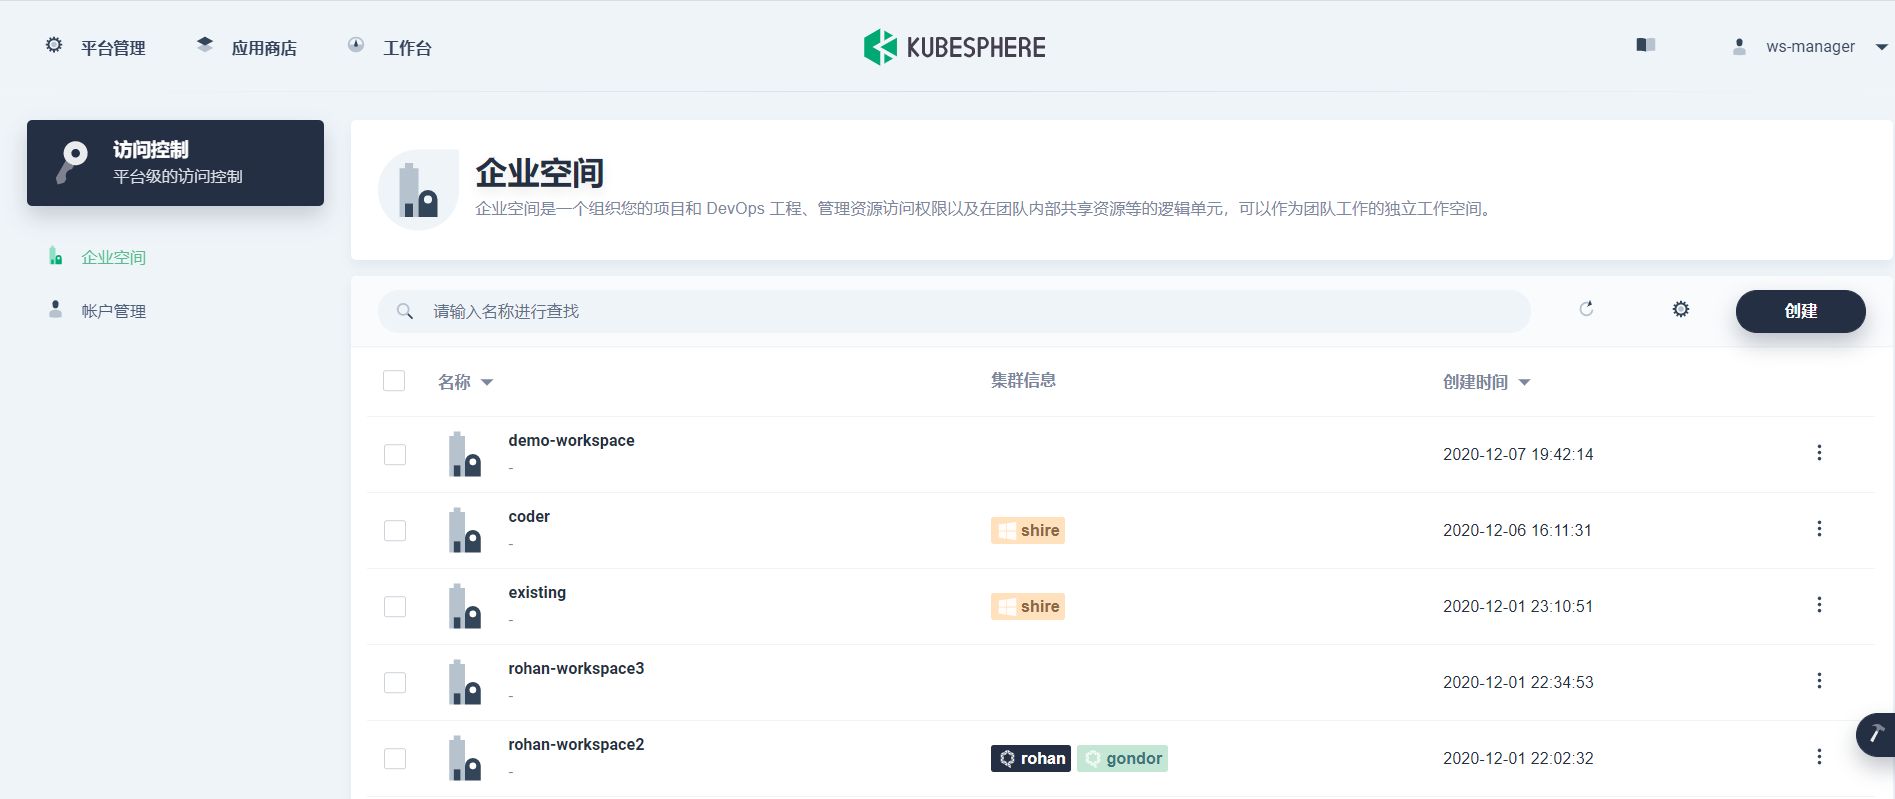 平台管理
应用商店
工作台
KUBESPHERE
ws-manager
访问控制
平台级的访问控制
企业空间
帐户管理
企业空间
企业空间是一个组织您的项目和 DevOps 工程、管理资源访问权限以及在团队内部共享资源等的逻辑单元，可以作为团队工作的独立工作空间。
请输入名称进行查找
创建
名称 集群信息 创建时间
demo-workspace
-
2020-12-07 19:42:14
coder
-
shire
2020-12-06 16:11:31
existing
-
shire
2020-12-01 23:10:51
rohan-workspace3
-
2020-12-01 22:34:53
rohan-workspace2
-
rohan gondor
2020-12-01 22:02:32